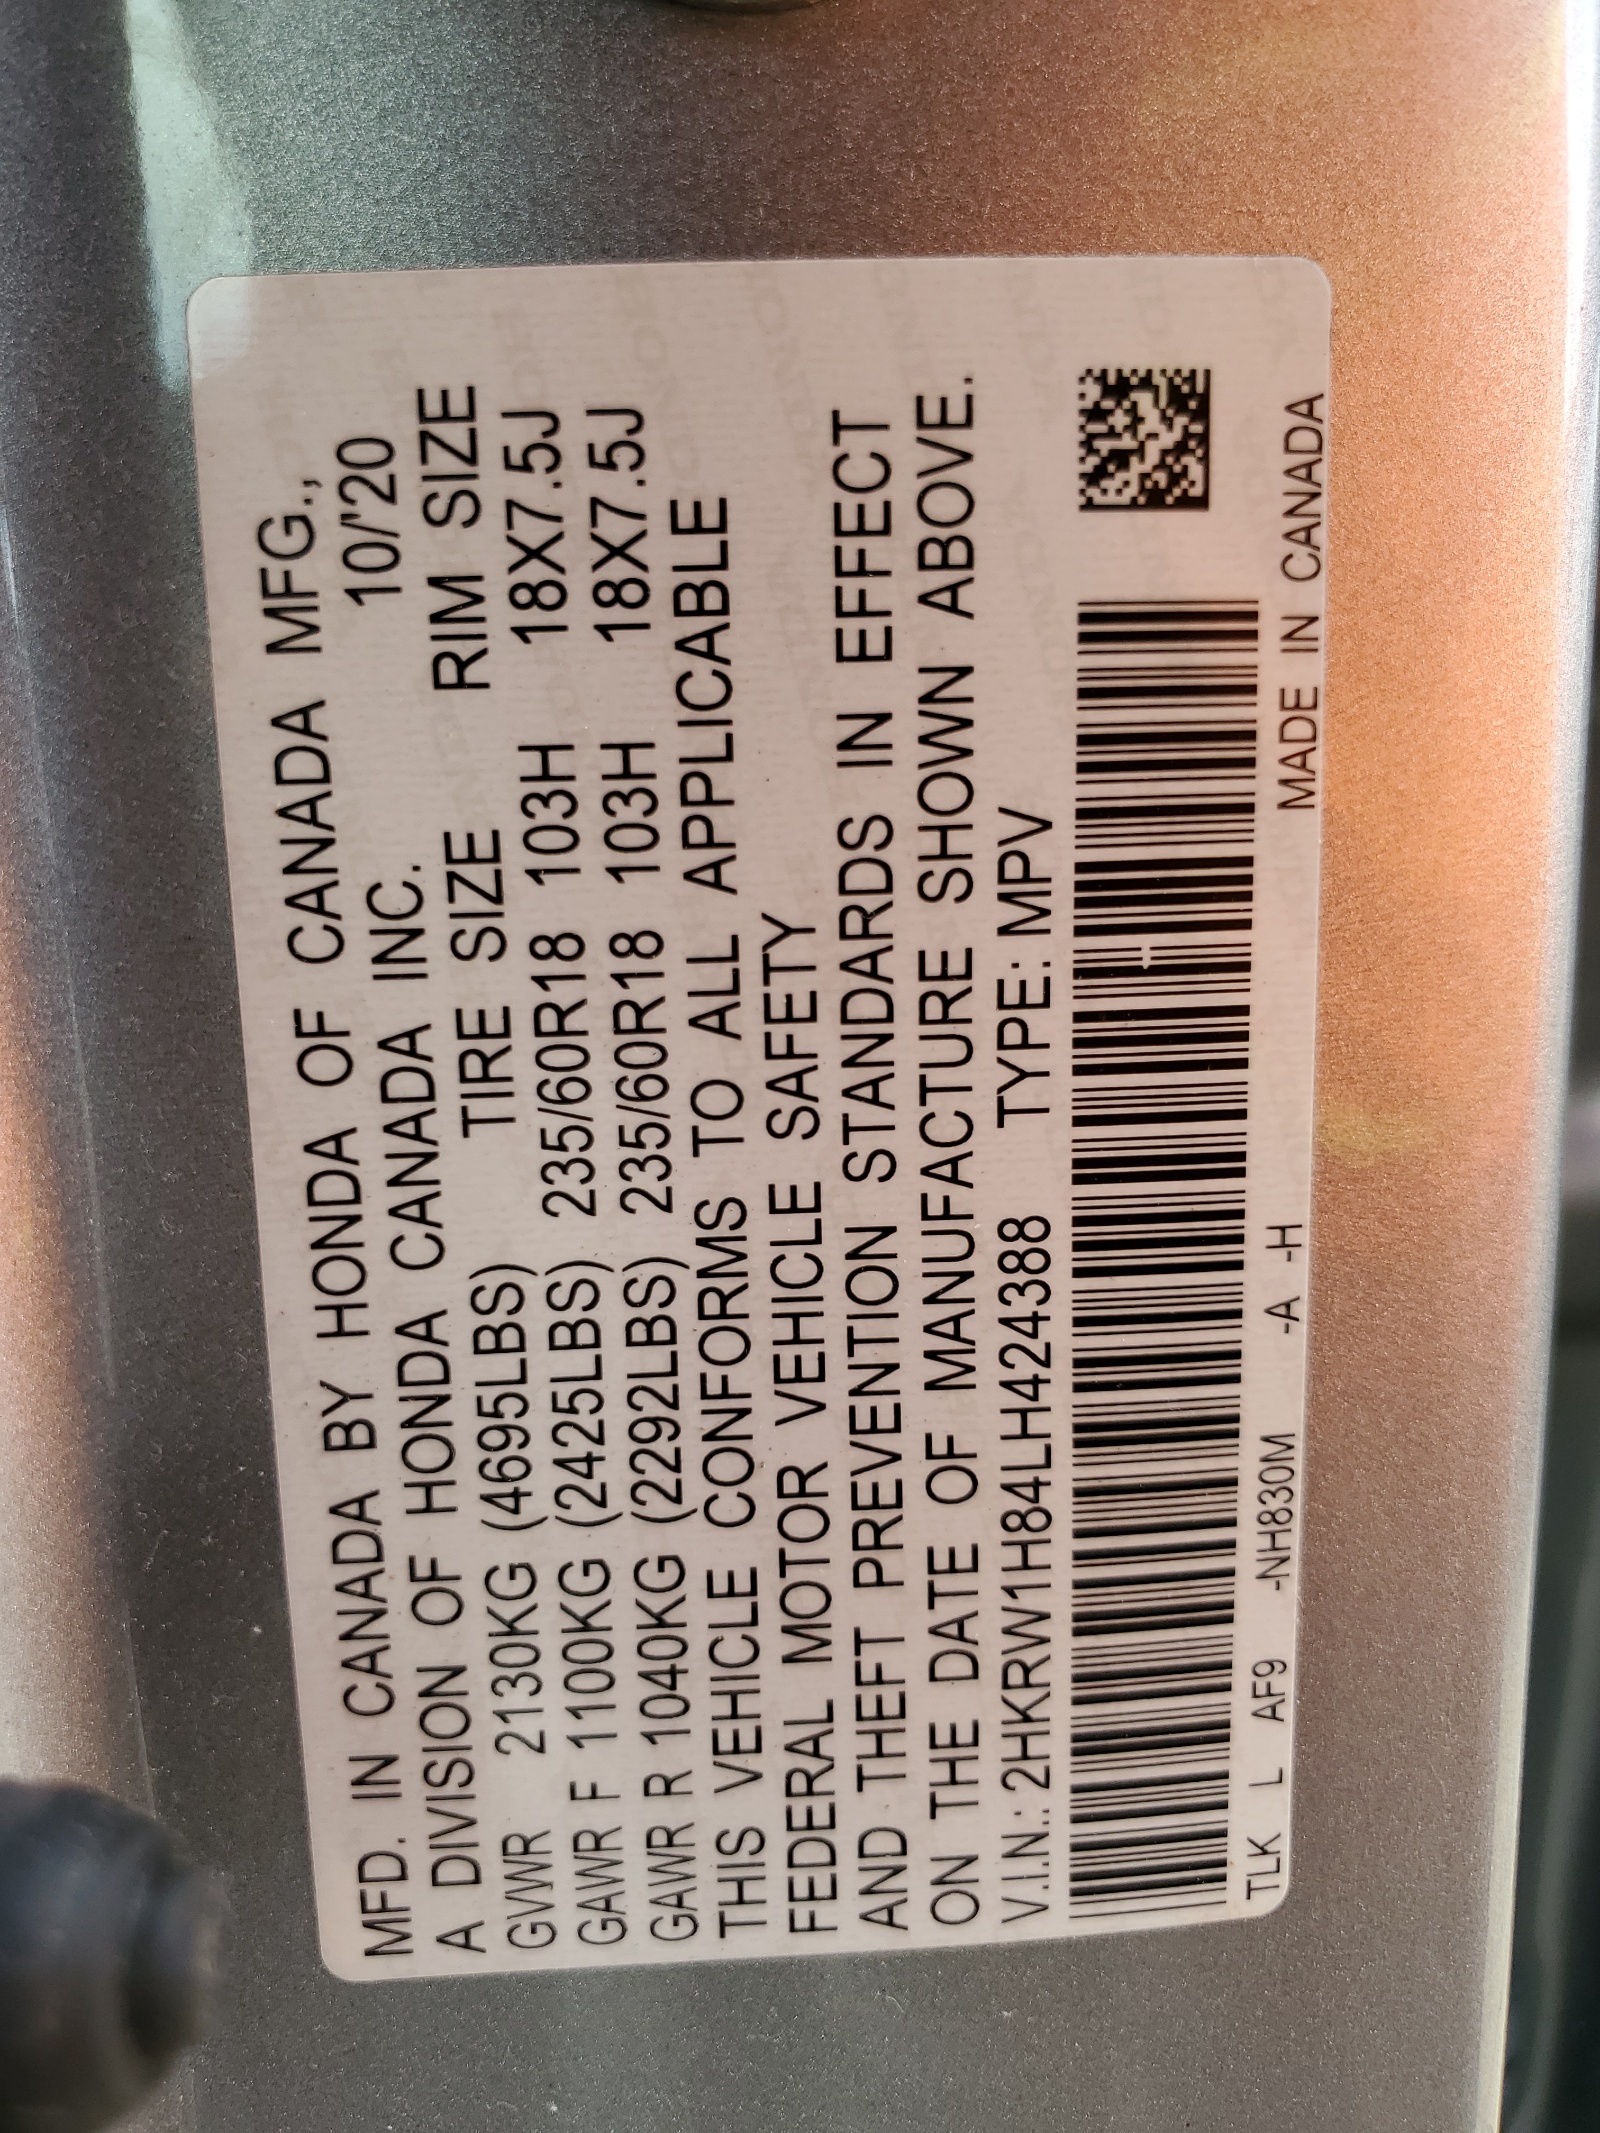 MFD. IN CANADA BY HONDA OF CANADA MFG.,
A DIVISION OF HONDA CANADA INC. 10/'20
TIRE SIZE RIM SIZE
GVWR 2130KG (4695LBS)
GAWR F 1100KG (2425LBS) 235/60R18 103H 18X7.5J
GAWR R 1040KG (2292LBS) 235/60R18 103H 18X7.5J
THIS VEHICLE CONFORMS TO ALL APPLICABLE
FEDERAL MOTOR VEHICLE SAFETY
AND THEFT PREVENTION STANDARDS IN EFFECT
ON THE DATE OF MANUFACTURE SHOWN ABOVE.
V.I.N.: 2HKRW1H84LH424388 TYPE: MPV
TLK L AF9 -NH830M -A -H MADE IN CANADA